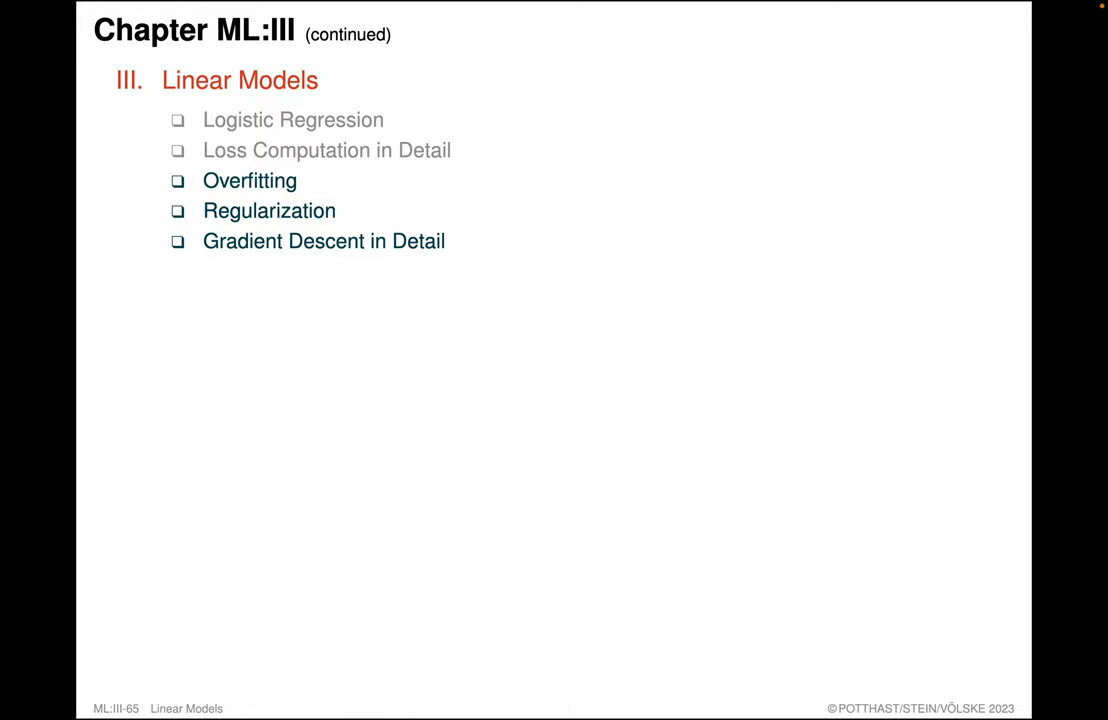 Chapter ML:III (continued)
III. Linear Models
❑ Logistic Regression
❑ Loss Computation in Detail
❑ Overfitting
❑ Regularization
❑ Gradient Descent in Detail
ML:III-65 Linear Models
©POTTHAST/STEIN/VÖLSKE 2023